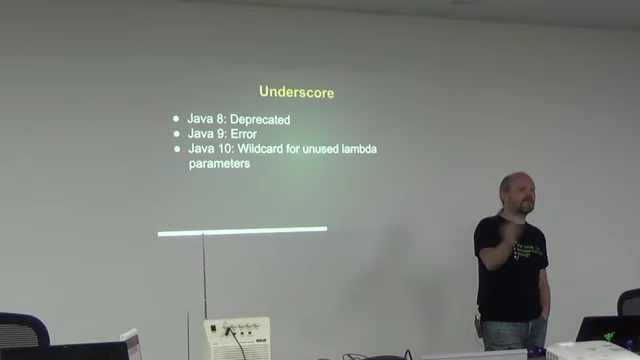 Underscore
Java 8: Deprecated
Java 9: Error
Java 10: Wildcard for unused lambda
parameters